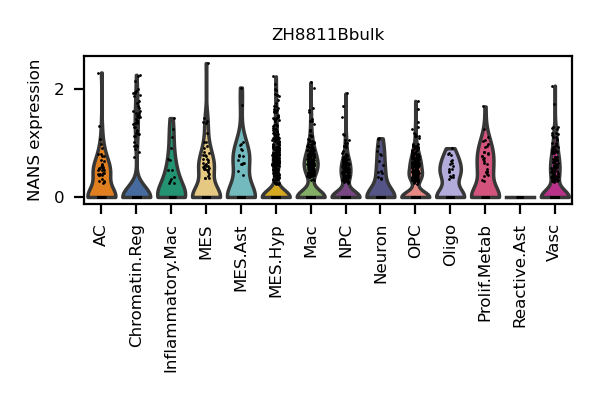 ZH8811Bbulk
NANS expression
2
0
AC
Chromatin.Reg
Inflammatory.Mac
MES
MES.Ast
MES.Hyp
Mac
NPC
Neuron
OPC
Oligo
Prolif.Metab
Reactive.Ast
Vasc